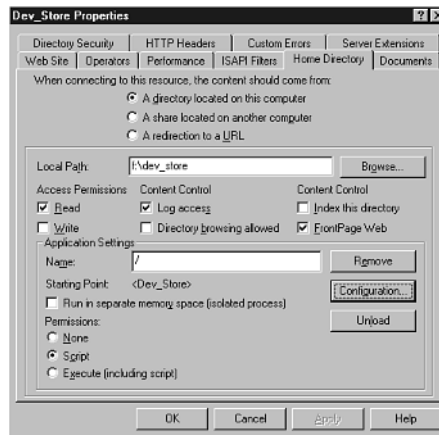 Dev_Store Properties
Directory Security HTTP Headers Custom Errors Server Extensions
Web Site Operators Performance ISAPI Filters Home Directory Documents
When connecting to this resource, the content should come from:
A directory located on this computer
A share located on another computer
A redirection to a URL
Local Path: f:\dev_store Browse...
Access Permissions Content Control Content Control
Read Log access Index this directory
Write Directory browsing allowed FrontPage Web
Application Settings
Name: / Remove
Starting Point: <Dev_Store> Configuration...
Run in separate memory space (isolated process)
Permissions: Unload
None
Script
Execute (including script)
OK Cancel Apply Help